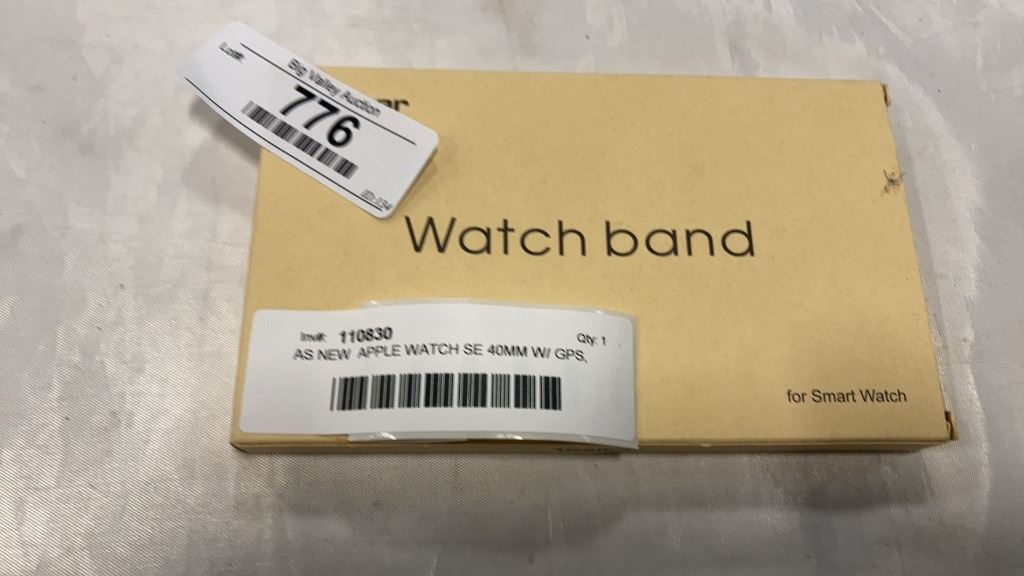 Lot#:
Big Valley Auction
776
Watch band
Inv#: 110830 Qty: 1
AS NEW APPLE WATCH SE 40MM W/ GPS,
for Smart Watch